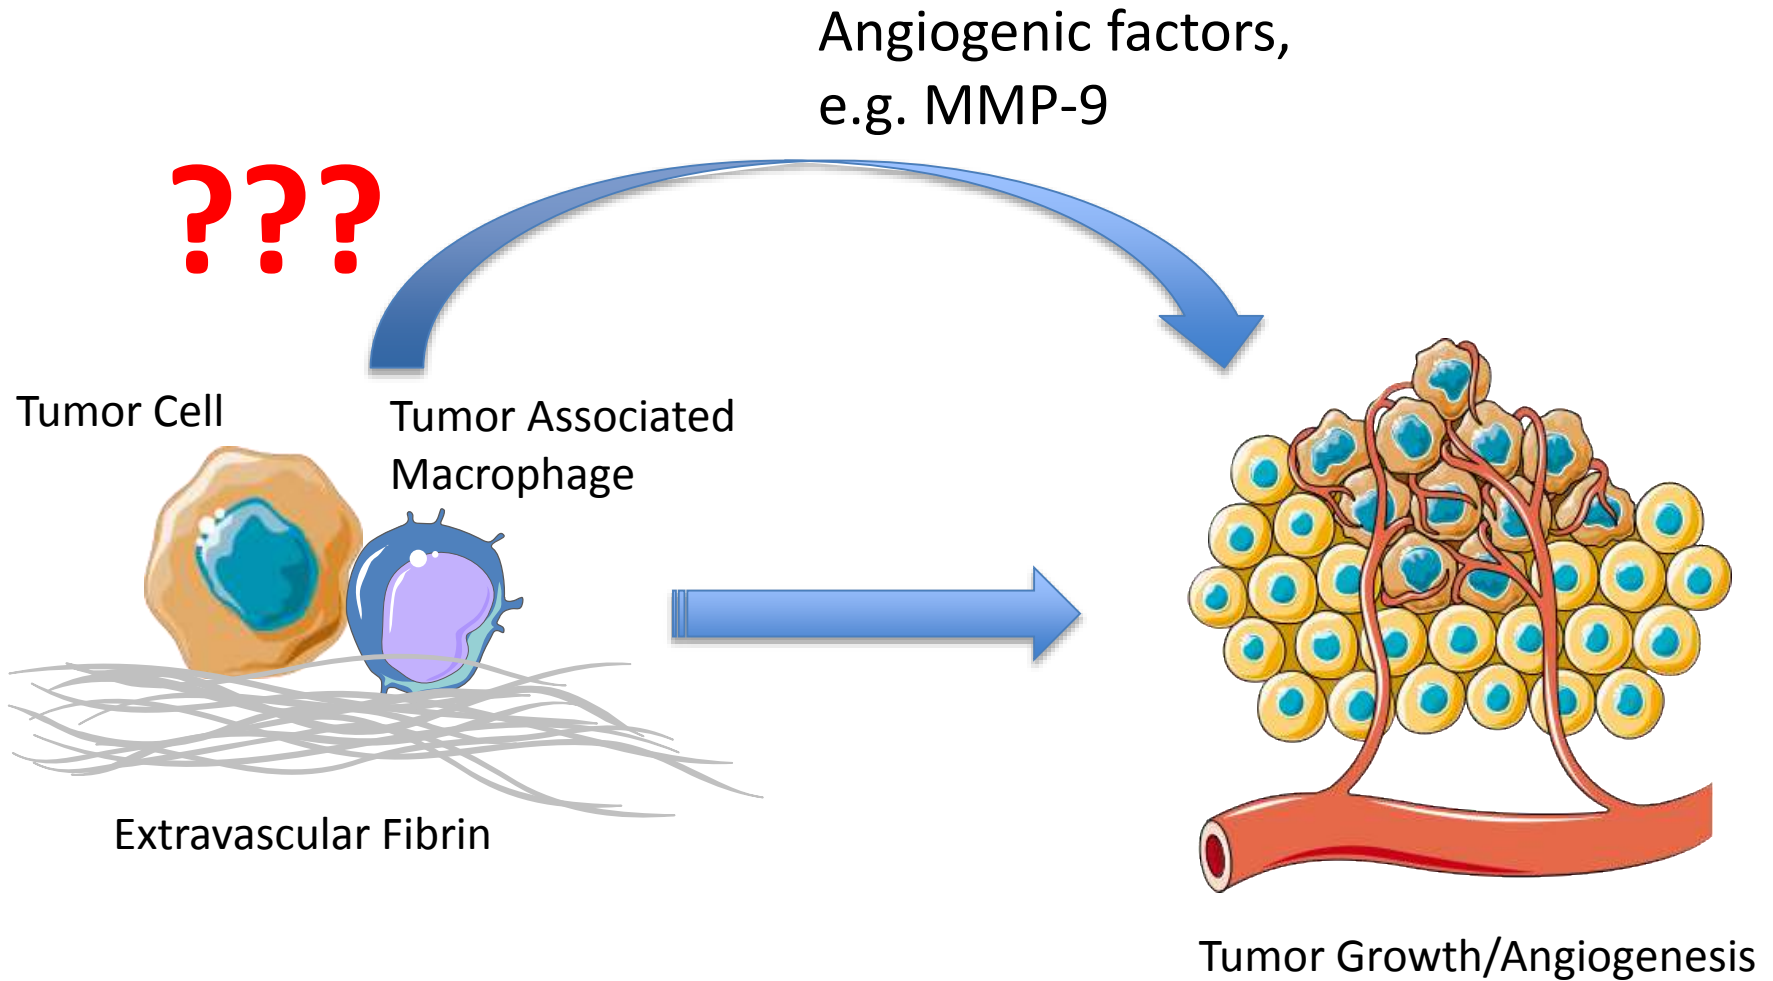 Angiogenic factors,
e.g. MMP-9
???
Tumor Cell
Tumor Associated
Macrophage
Extravascular Fibrin
Tumor Growth/Angiogenesis